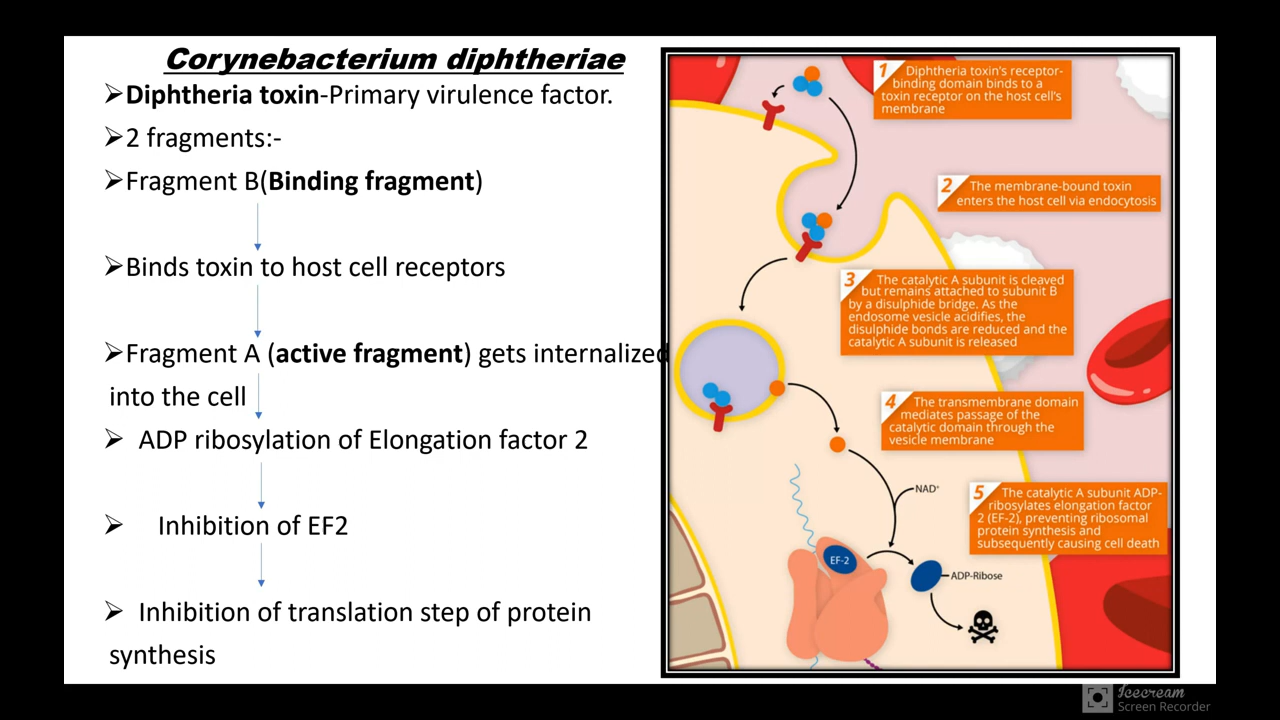 Corynebacterium diphtheriae
➢Diphtheria toxin-Primary virulence factor.
➢2 fragments:-
➢Fragment B(Binding fragment)
➢Binds toxin to host cell receptors
➢Fragment A (active fragment) gets internalized
into the cell
➢ ADP ribosylation of Elongation factor 2
➢ Inhibition of EF2
➢ Inhibition of translation step of protein
synthesis
1 Diphtheria toxin's receptor-
binding domain binds to a
toxin receptor on the host cell's
membrane
2 The membrane-bound toxin
enters the host cell via endocytosis
3 The catalytic A subunit is cleaved
but remains attached to subunit B
by a disulphide bridge. As the
endosome vesicle acidifies, the
disulphide bonds are reduced and the
catalytic A subunit is released
4 The transmembrane domain
mediates passage of the
catalytic domain through the
vesicle membrane
5 The catalytic A subunit ADP-
ribosylates elongation factor
2 (EF-2), preventing ribosomal
protein synthesis and
subsequently causing cell death
NAD⁺
EF-2
ADP-Ribose
Icecream
Screen Recorder